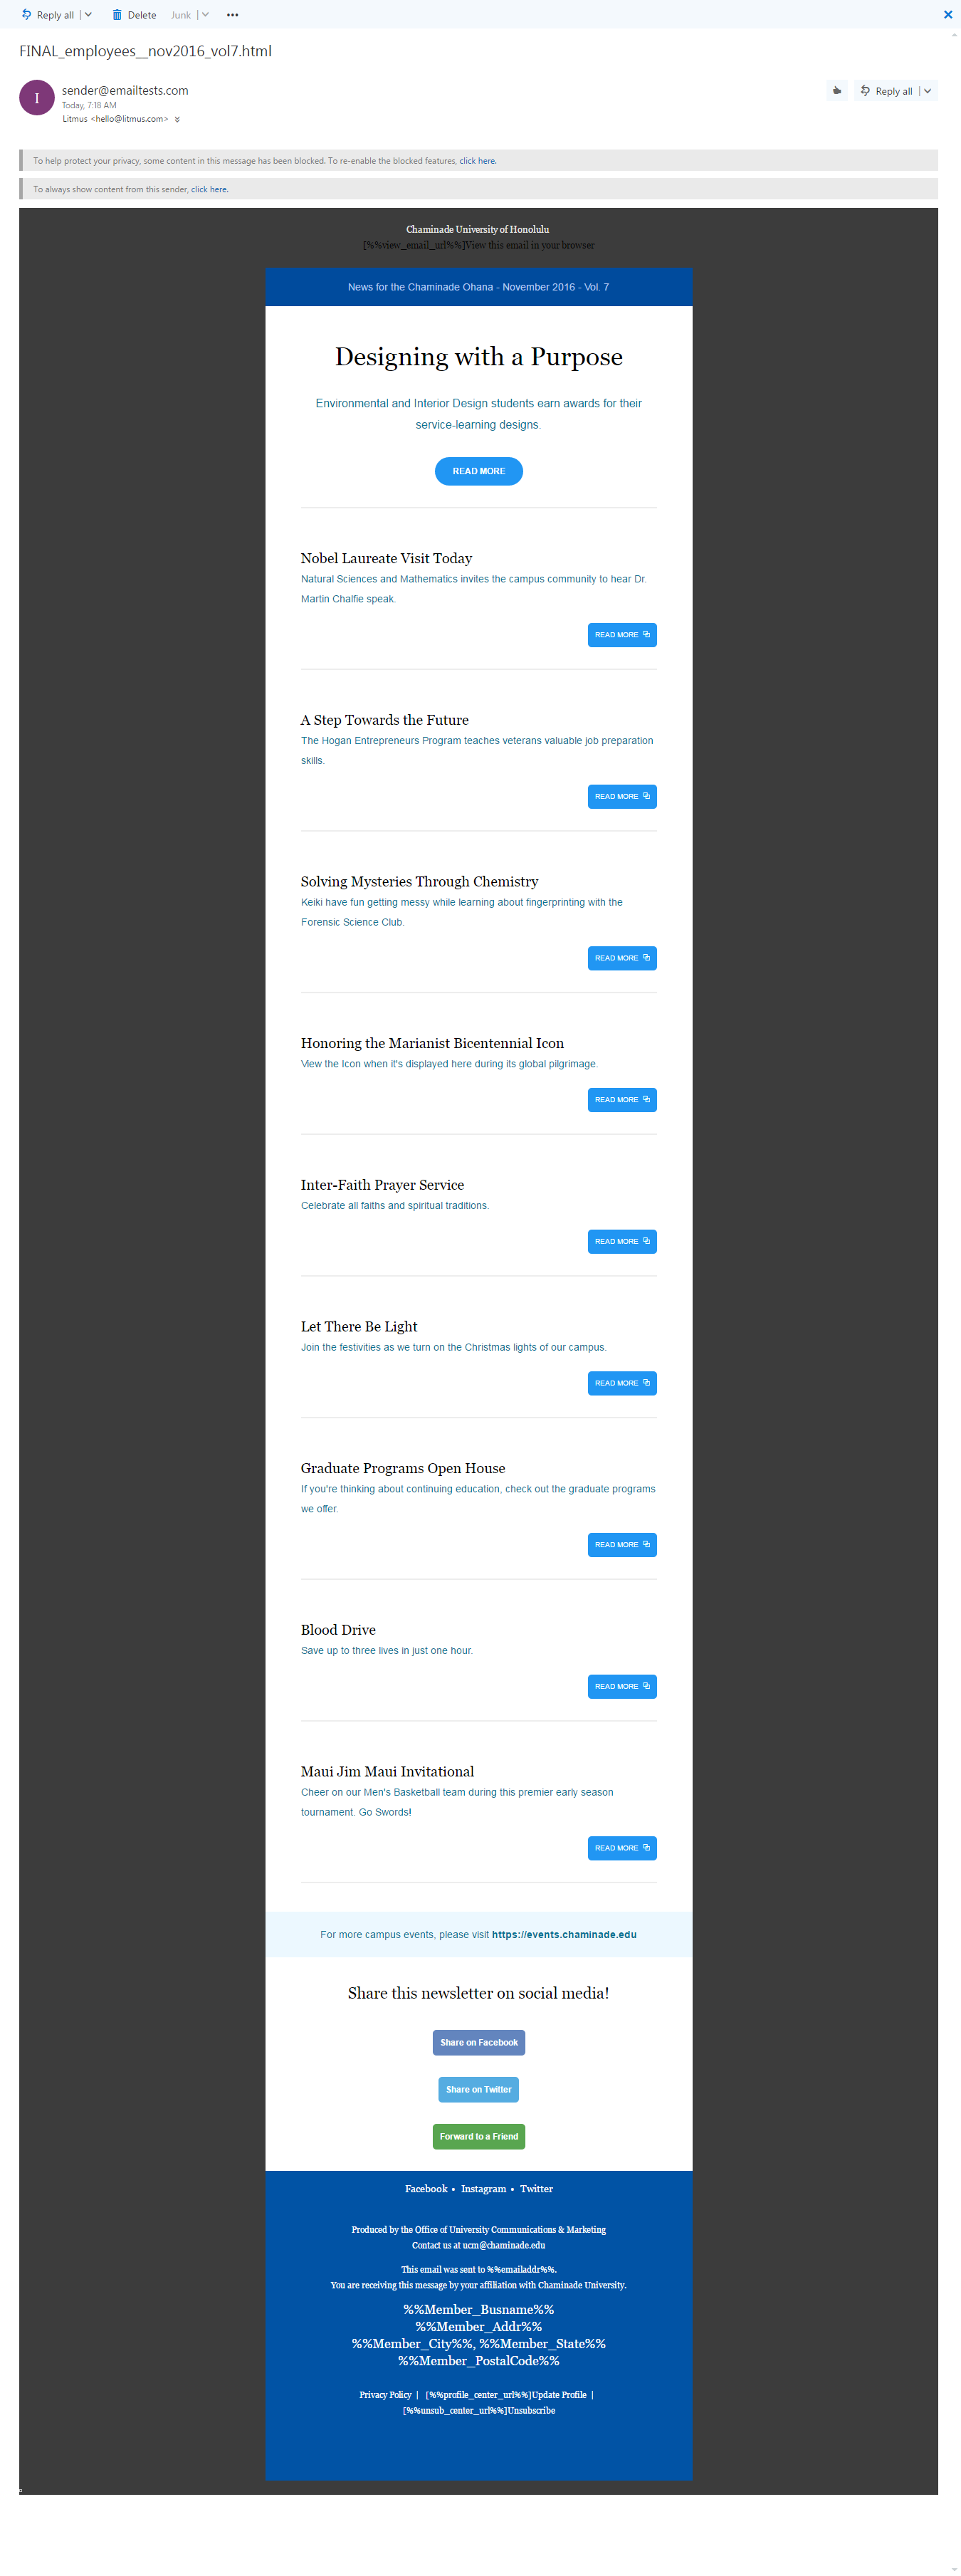 Reply all | Delete Junk | •••
FINAL_employees__nov2016_vol7.html
I
sender@emailtests.com
Reply all |
Today, 7:18 AM
Litmus <hello@litmus.com>
To help protect your privacy, some content in this message has been blocked. To re-enable the blocked features, click here.
To always show content from this sender, click here.
Chaminade University of Honolulu
[%%view_email_url%%]View this email in your browser
News for the Chaminade Ohana - November 2016 - Vol. 7
Designing with a Purpose
Environmental and Interior Design students earn awards for their
service-learning designs.
READ MORE
Nobel Laureate Visit Today
Natural Sciences and Mathematics invites the campus community to hear Dr.
Martin Chalfie speak.
READ MORE
A Step Towards the Future
The Hogan Entrepreneurs Program teaches veterans valuable job preparation
skills.
READ MORE
Solving Mysteries Through Chemistry
Keiki have fun getting messy while learning about fingerprinting with the
Forensic Science Club.
READ MORE
Honoring the Marianist Bicentennial Icon
View the Icon when it's displayed here during its global pilgrimage.
READ MORE
Inter-Faith Prayer Service
Celebrate all faiths and spiritual traditions.
READ MORE
Let There Be Light
Join the festivities as we turn on the Christmas lights of our campus.
READ MORE
Graduate Programs Open House
If you're thinking about continuing education, check out the graduate programs
we offer.
READ MORE
Blood Drive
Save up to three lives in just one hour.
READ MORE
Maui Jim Maui Invitational
Cheer on our Men's Basketball team during this premier early season
tournament. Go Swords!
READ MORE
For more campus events, please visit https://events.chaminade.edu
Share this newsletter on social media!
Share on Facebook
Share on Twitter
Forward to a Friend
Facebook • Instagram • Twitter
Produced by the Office of University Communications & Marketing
Contact us at ucm@chaminade.edu
This email was sent to %%emailaddr%%.
You are receiving this message by your affiliation with Chaminade University.
%%Member_Busname%%
%%Member_Addr%%
%%Member_City%%, %%Member_State%%
%%Member_PostalCode%%
Privacy Policy | [%%profile_center_url%%]Update Profile |
[%%unsub_center_url%%]Unsubscribe